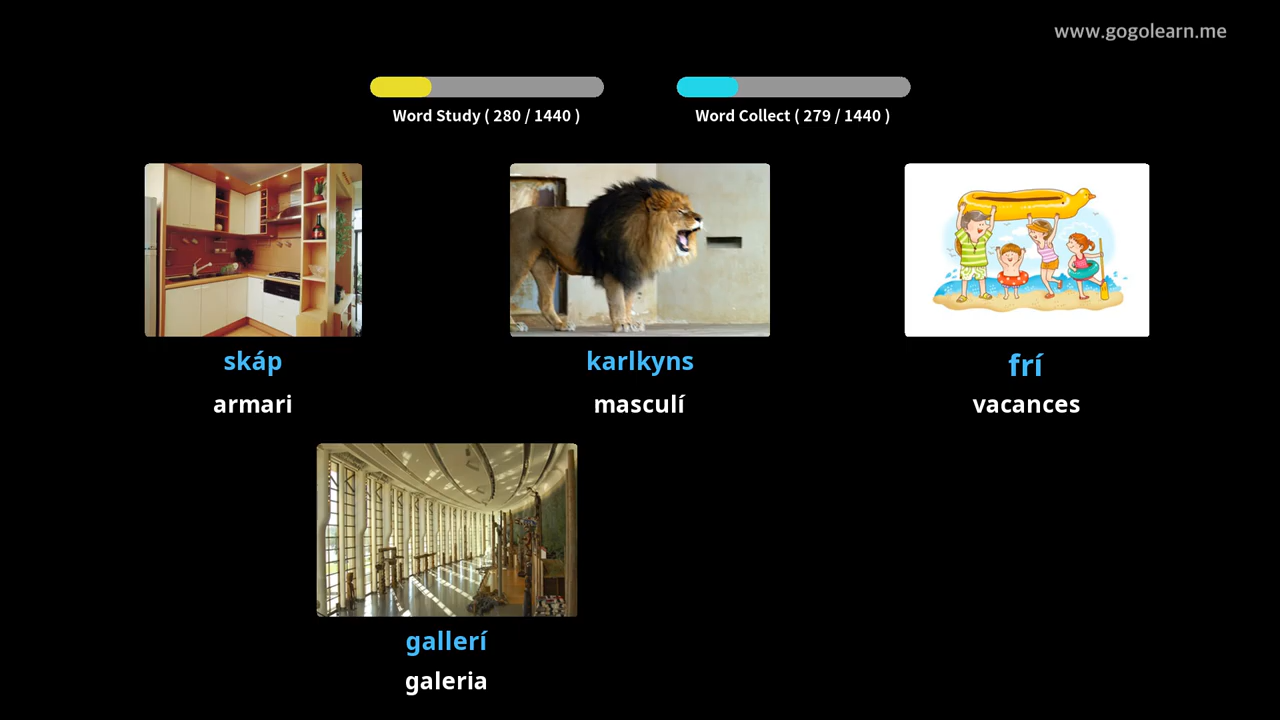 www.gogolearn.me
Word Study ( 280 / 1440 )
Word Collect ( 279 / 1440 )
skáp
karlkyns
frí
armari
masculí
vacances
gallerí
galeria